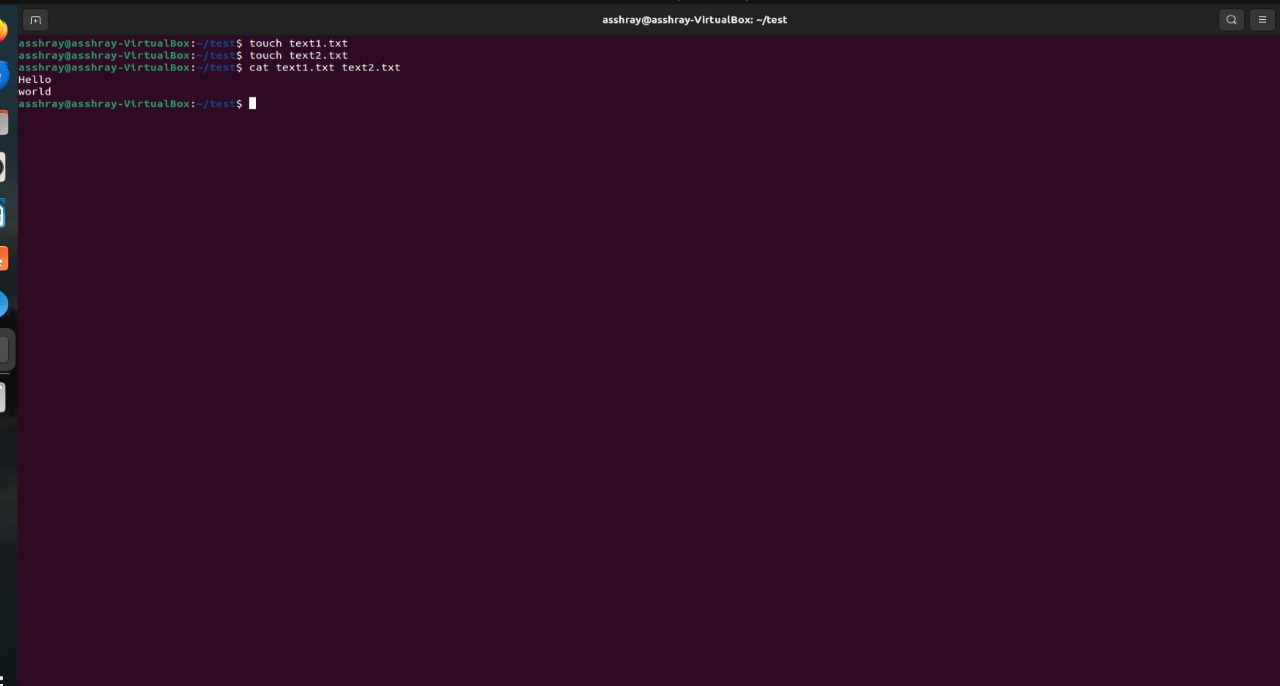 asshray@asshray-VirtualBox: ~/test
asshray@asshray-VirtualBox:~/test$ touch text1.txt
asshray@asshray-VirtualBox:~/test$ touch text2.txt
asshray@asshray-VirtualBox:~/test$ cat text1.txt text2.txt
Hello
world
asshray@asshray-VirtualBox:~/test$